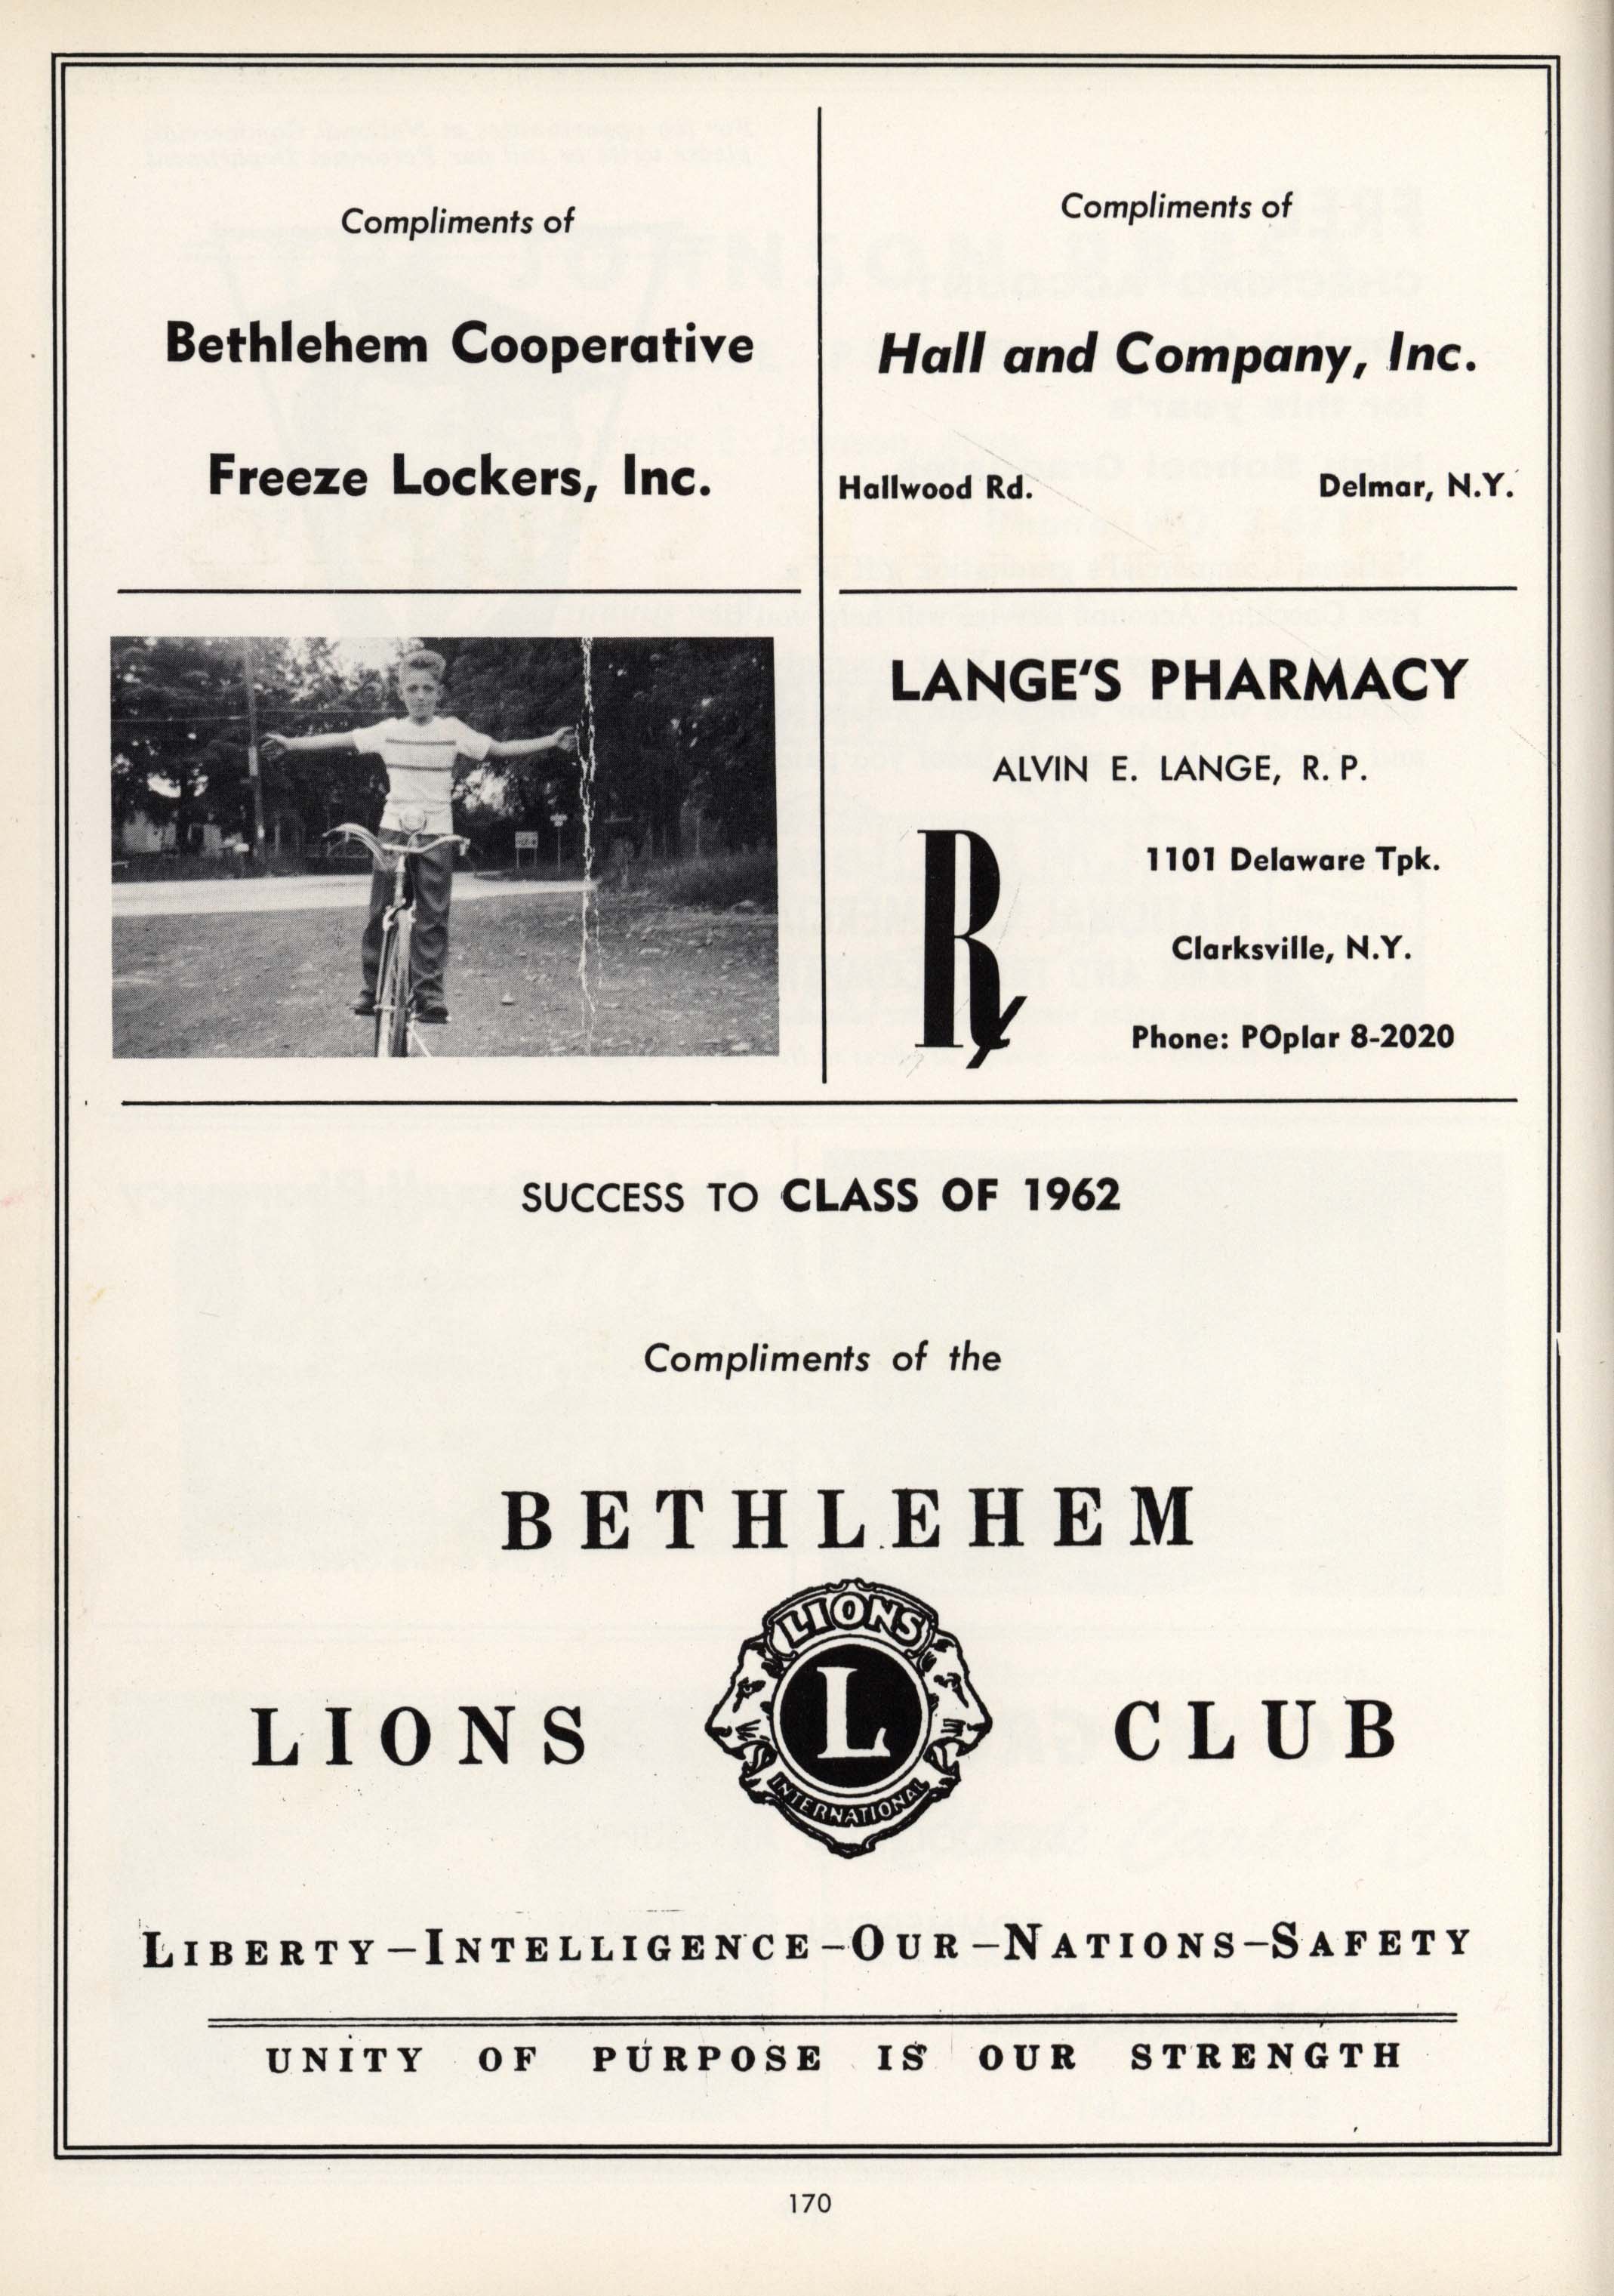 Compliments of
Bethlehem Cooperative
Freeze Lockers, Inc.
Compliments of
Hall and Company, Inc.
Hallwood Rd. Delmar, N.Y.
LANGE'S PHARMACY
ALVIN E. LANGE, R. P.
Rx
1101 Delaware Tpk.
Clarksville, N.Y.
Phone: POplar 8-2020
SUCCESS TO CLASS OF 1962
Compliments of the
BETHLEHEM
LIONS
L
INTERNATIONAL
LIONS CLUB
LIBERTY-INTELLIGENCE-OUR-NATIONS-SAFETY
UNITY OF PURPOSE IS OUR STRENGTH
170